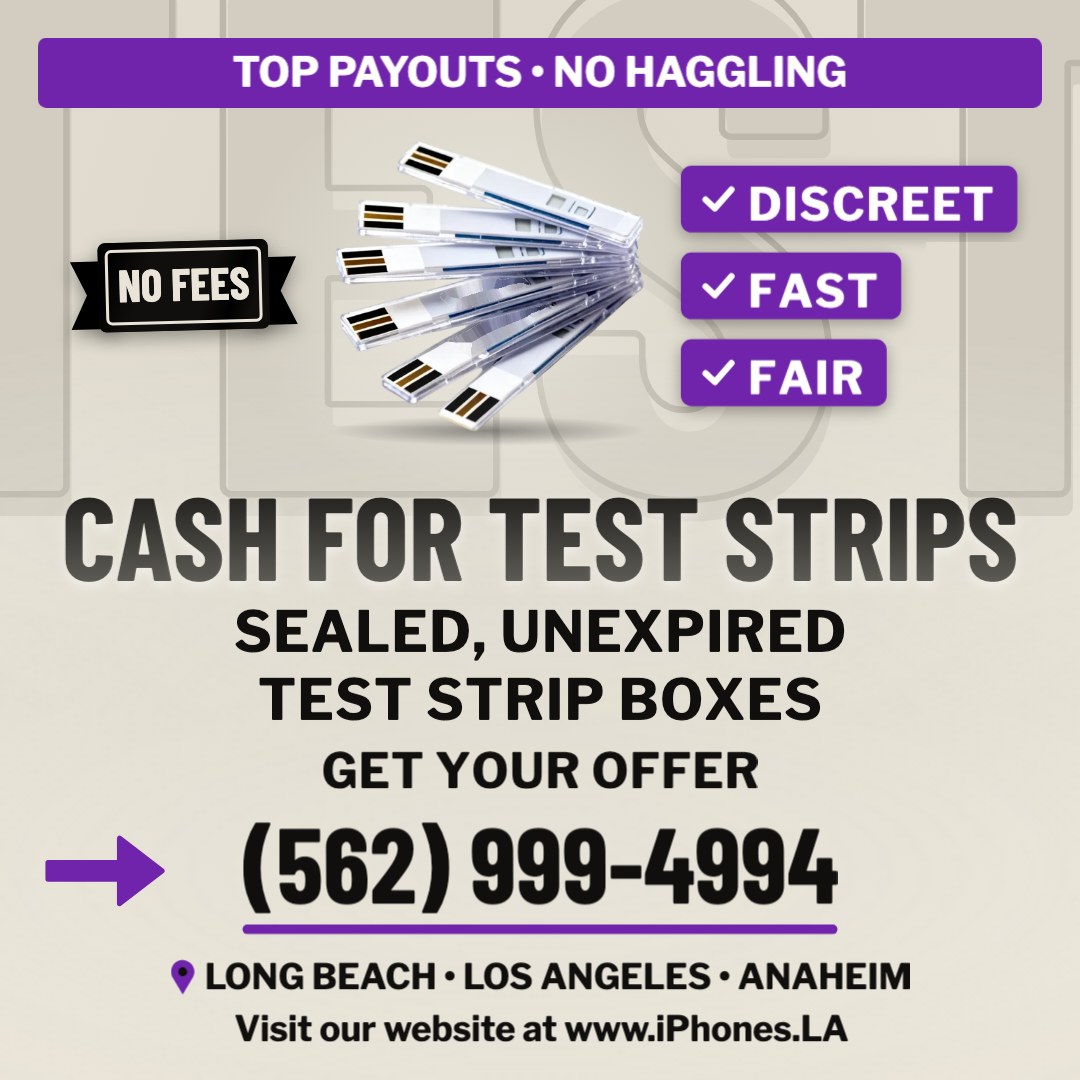 TOP PAYOUTS • NO HAGGLING
NO FEES
✓ DISCREET
✓ FAST
✓ FAIR
TEST
CASH FOR TEST STRIPS
SEALED, UNEXPIRED
TEST STRIP BOXES
GET YOUR OFFER
(562) 999-4994
LONG BEACH • LOS ANGELES • ANAHEIM
Visit our website at www.iPhones.LA